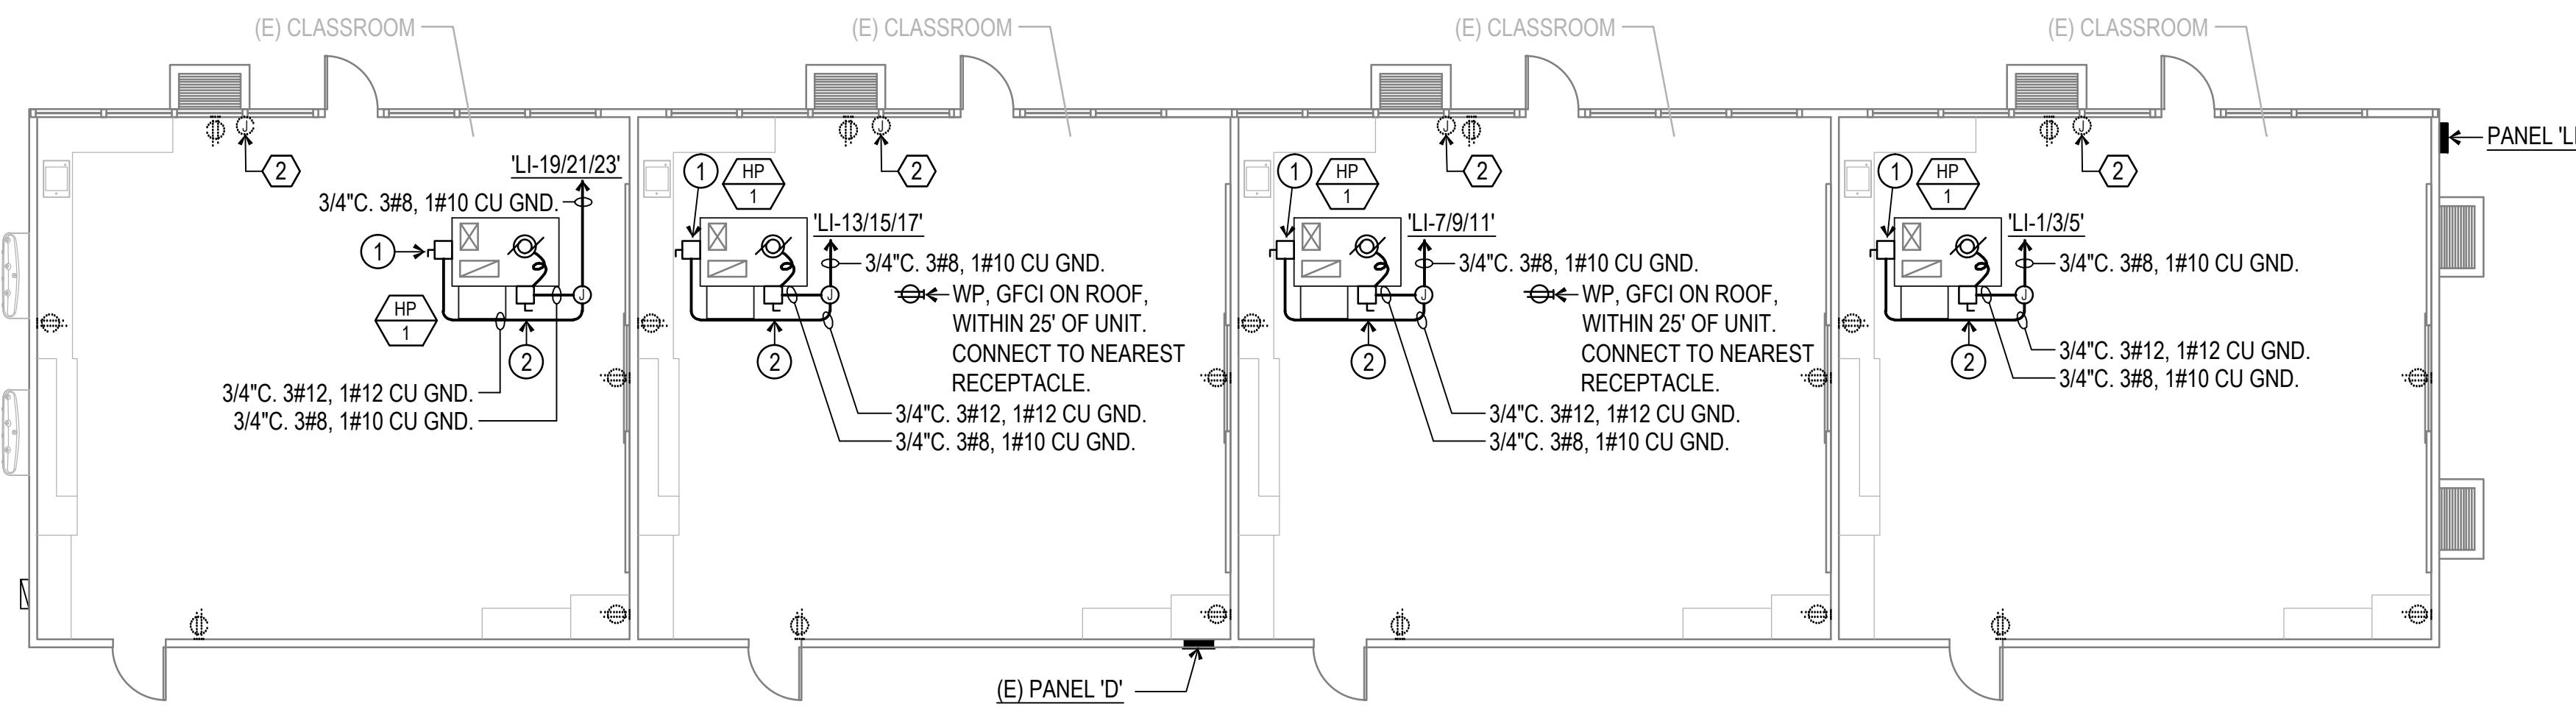 (E) CLASSROOM
(E) CLASSROOM
(E) CLASSROOM
(E) CLASSROOM
PANEL 'LI
2
2
2
2
'LI-19/21/23'
3/4"C. 3#8, 1#10 CU GND.
1
HP
1
J
2
3/4"C. 3#12, 1#12 CU GND.
3/4"C. 3#8, 1#10 CU GND.
1
HP
1
'LI-13/15/17'
3/4"C. 3#8, 1#10 CU GND.
WP, GFCI ON ROOF,
WITHIN 25' OF UNIT.
CONNECT TO NEAREST
RECEPTACLE.
J
2
3/4"C. 3#12, 1#12 CU GND.
3/4"C. 3#8, 1#10 CU GND.
1
HP
1
'LI-7/9/11'
3/4"C. 3#8, 1#10 CU GND.
WP, GFCI ON ROOF,
WITHIN 25' OF UNIT.
CONNECT TO NEAREST
RECEPTACLE.
J
2
3/4"C. 3#12, 1#12 CU GND.
3/4"C. 3#8, 1#10 CU GND.
1
HP
1
'LI-1/3/5'
3/4"C. 3#8, 1#10 CU GND.
J
2
3/4"C. 3#12, 1#12 CU GND.
3/4"C. 3#8, 1#10 CU GND.
J
J
J
J
(E) PANEL 'D'